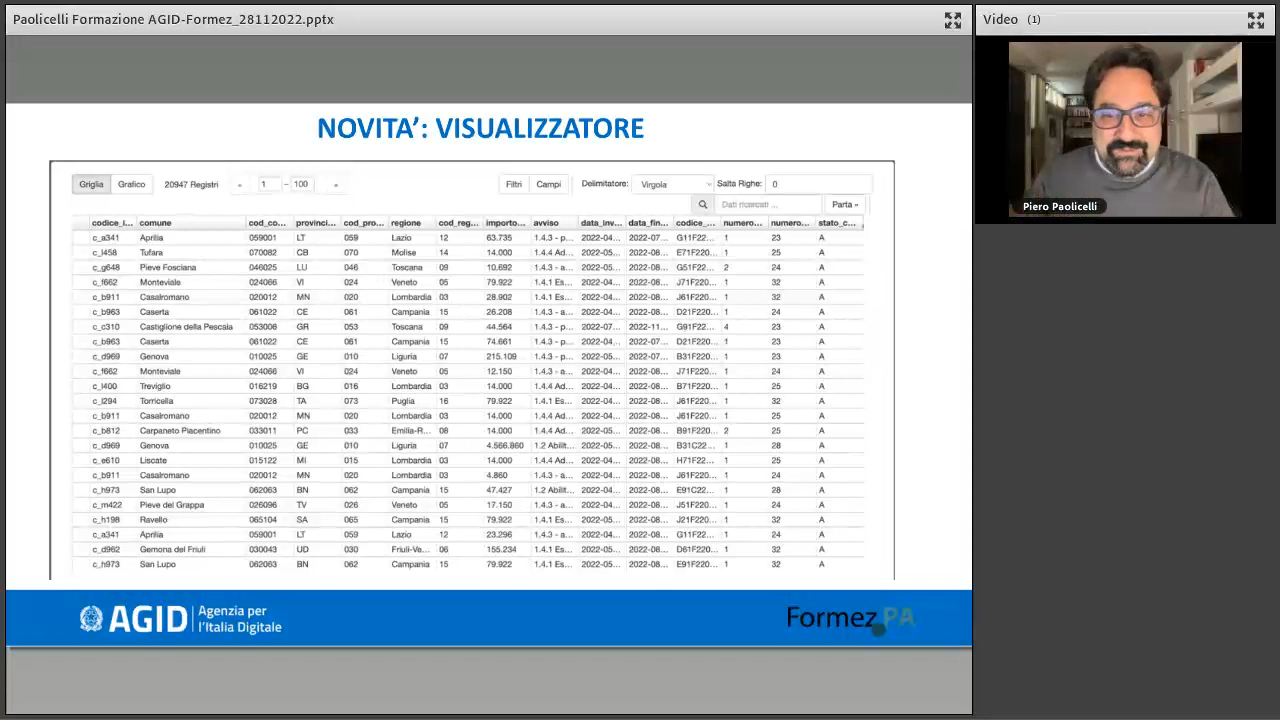 Paolicelli Formazione AGID-Formez_28112022.pptx
Video (1)
Piero Paolicelli
NOVITA’: VISUALIZZATORE
Griglia Grafico 20947 Registri « 1 – 100 » Filtri Campi Delimitatore: Virgola Salta Righe: 0
Dati ricercati ... Parta »
codice_i... comune cod_co... provinci... cod_pro... regione cod_reg... importo... avviso data_inv... data_fin... codice_... numero... numero... stato_c...
c_a341 Aprilia 059001 LT 059 Lazio 12 63.735 1.4.3 - p... 2022-04... 2022-07... G11F22... 1 23 A
c_l458 Tufara 070082 CB 070 Molise 14 14.000 1.4.4 Ad... 2022-05... 2022-08... E71F220... 1 25 A
c_g648 Pieve Fosciana 046025 LU 046 Toscana 09 10.692 1.4.3 - a... 2022-05... 2022-08... G51F22... 2 24 A
c_f662 Monteviale 024066 VI 024 Veneto 05 79.922 1.4.1 Es... 2022-05... 2022-08... J71F220... 1 32 A
c_b911 Casalromano 020012 MN 020 Lombardia 03 28.902 1.4.1 Es... 2022-05... 2022-08... J61F220... 1 32 A
c_b963 Caserta 061022 CE 061 Campania 15 26.208 1.4.3 - a... 2022-05... 2022-08... D21F220... 1 24 A
c_c310 Castiglione della Pescaia 053006 GR 053 Toscana 09 44.564 1.4.3 - p... 2022-07... 2022-11... G91F22... 4 23 A
c_b963 Caserta 061022 CE 061 Campania 15 74.661 1.4.3 - p... 2022-05... 2022-07... D21F220... 1 23 A
c_d969 Genova 010025 GE 010 Liguria 07 215.109 1.4.3 - p... 2022-05... 2022-07... B31F220... 1 23 A
c_f662 Monteviale 024066 VI 024 Veneto 05 12.150 1.4.3 - a... 2022-05... 2022-08... J71F220... 1 24 A
c_l400 Treviglio 016219 BG 016 Lombardia 03 14.000 1.4.4 Ad... 2022-05... 2022-08... B71F220... 1 25 A
c_l294 Torricella 073028 TA 073 Puglia 16 79.922 1.4.1 Es... 2022-05... 2022-08... D61F220... 1 32 A
c_b911 Casalromano 020012 MN 020 Lombardia 03 14.000 1.4.4 Ad... 2022-04... 2022-08... J61F220... 1 25 A
c_b812 Carpaneto Piacentino 033011 PC 033 Emilia-R... 08 14.000 1.4.4 Ad... 2022-05... 2022-08... B91F220... 2 25 A
c_d969 Genova 010025 GE 010 Liguria 07 4.566.860 1.2 Abilit... 2022-05... 2022-08... B31C22... 1 28 A
c_e610 Liscate 015122 MI 015 Lombardia 03 14.000 1.4.4 Ad... 2022-05... 2022-08... H71F22... 1 25 A
c_b911 Casalromano 020012 MN 020 Lombardia 03 4.860 1.4.3 - a... 2022-04... 2022-08... J61F220... 1 24 A
c_h973 San Lupo 062063 BN 062 Campania 15 47.427 1.2 Abilit... 2022-05... 2022-08... E91C22... 1 28 A
c_m422 Pieve del Grappa 026096 TV 026 Veneto 05 17.150 1.4.3 - a... 2022-05... 2022-08... J51F220... 1 24 A
c_h198 Ravello 065104 SA 065 Campania 15 79.922 1.4.1 Es... 2022-05... 2022-08... J21F220... 1 32 A
c_a341 Aprilia 059001 LT 059 Lazio 12 23.296 1.4.3 - a... 2022-04... 2022-08... G11F22... 1 24 A
c_d962 Gemona del Friuli 030043 UD 030 Friuli-Ve... 06 155.234 1.4.1 Es... 2022-05... 2022-08... D61F220... 1 32 A
c_h973 San Lupo 062063 BN 062 Campania 15 79.922 1.4.1 Es... 2022-05... 2022-08... E91F220... 1 32 A
AGID Agenzia per
l’Italia Digitale
Formez PA